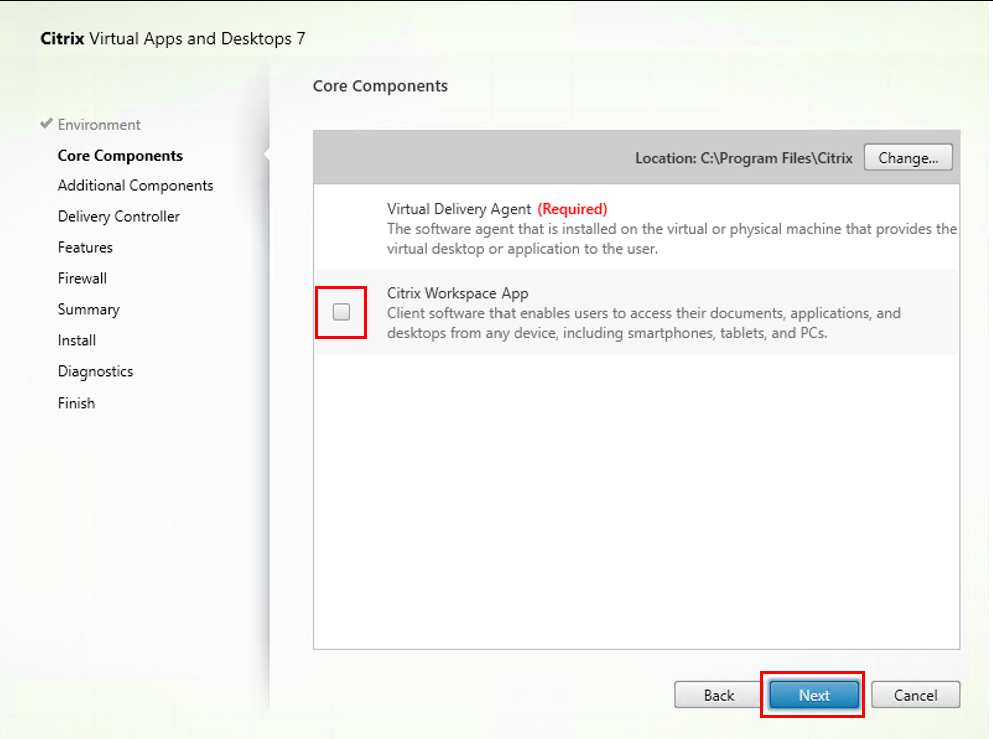 Citrix Virtual Apps and Desktops 7
Core Components
Environment
Core Components
Additional Components
Delivery Controller
Features
Firewall
Summary
Install
Diagnostics
Finish
Location: C:\Program Files\Citrix
Change...
Virtual Delivery Agent (Required)
The software agent that is installed on the virtual or physical machine that provides the
virtual desktop or application to the user.
Citrix Workspace App
Client software that enables users to access their documents, applications, and
desktops from any device, including smartphones, tablets, and PCs.
Back
Next
Cancel